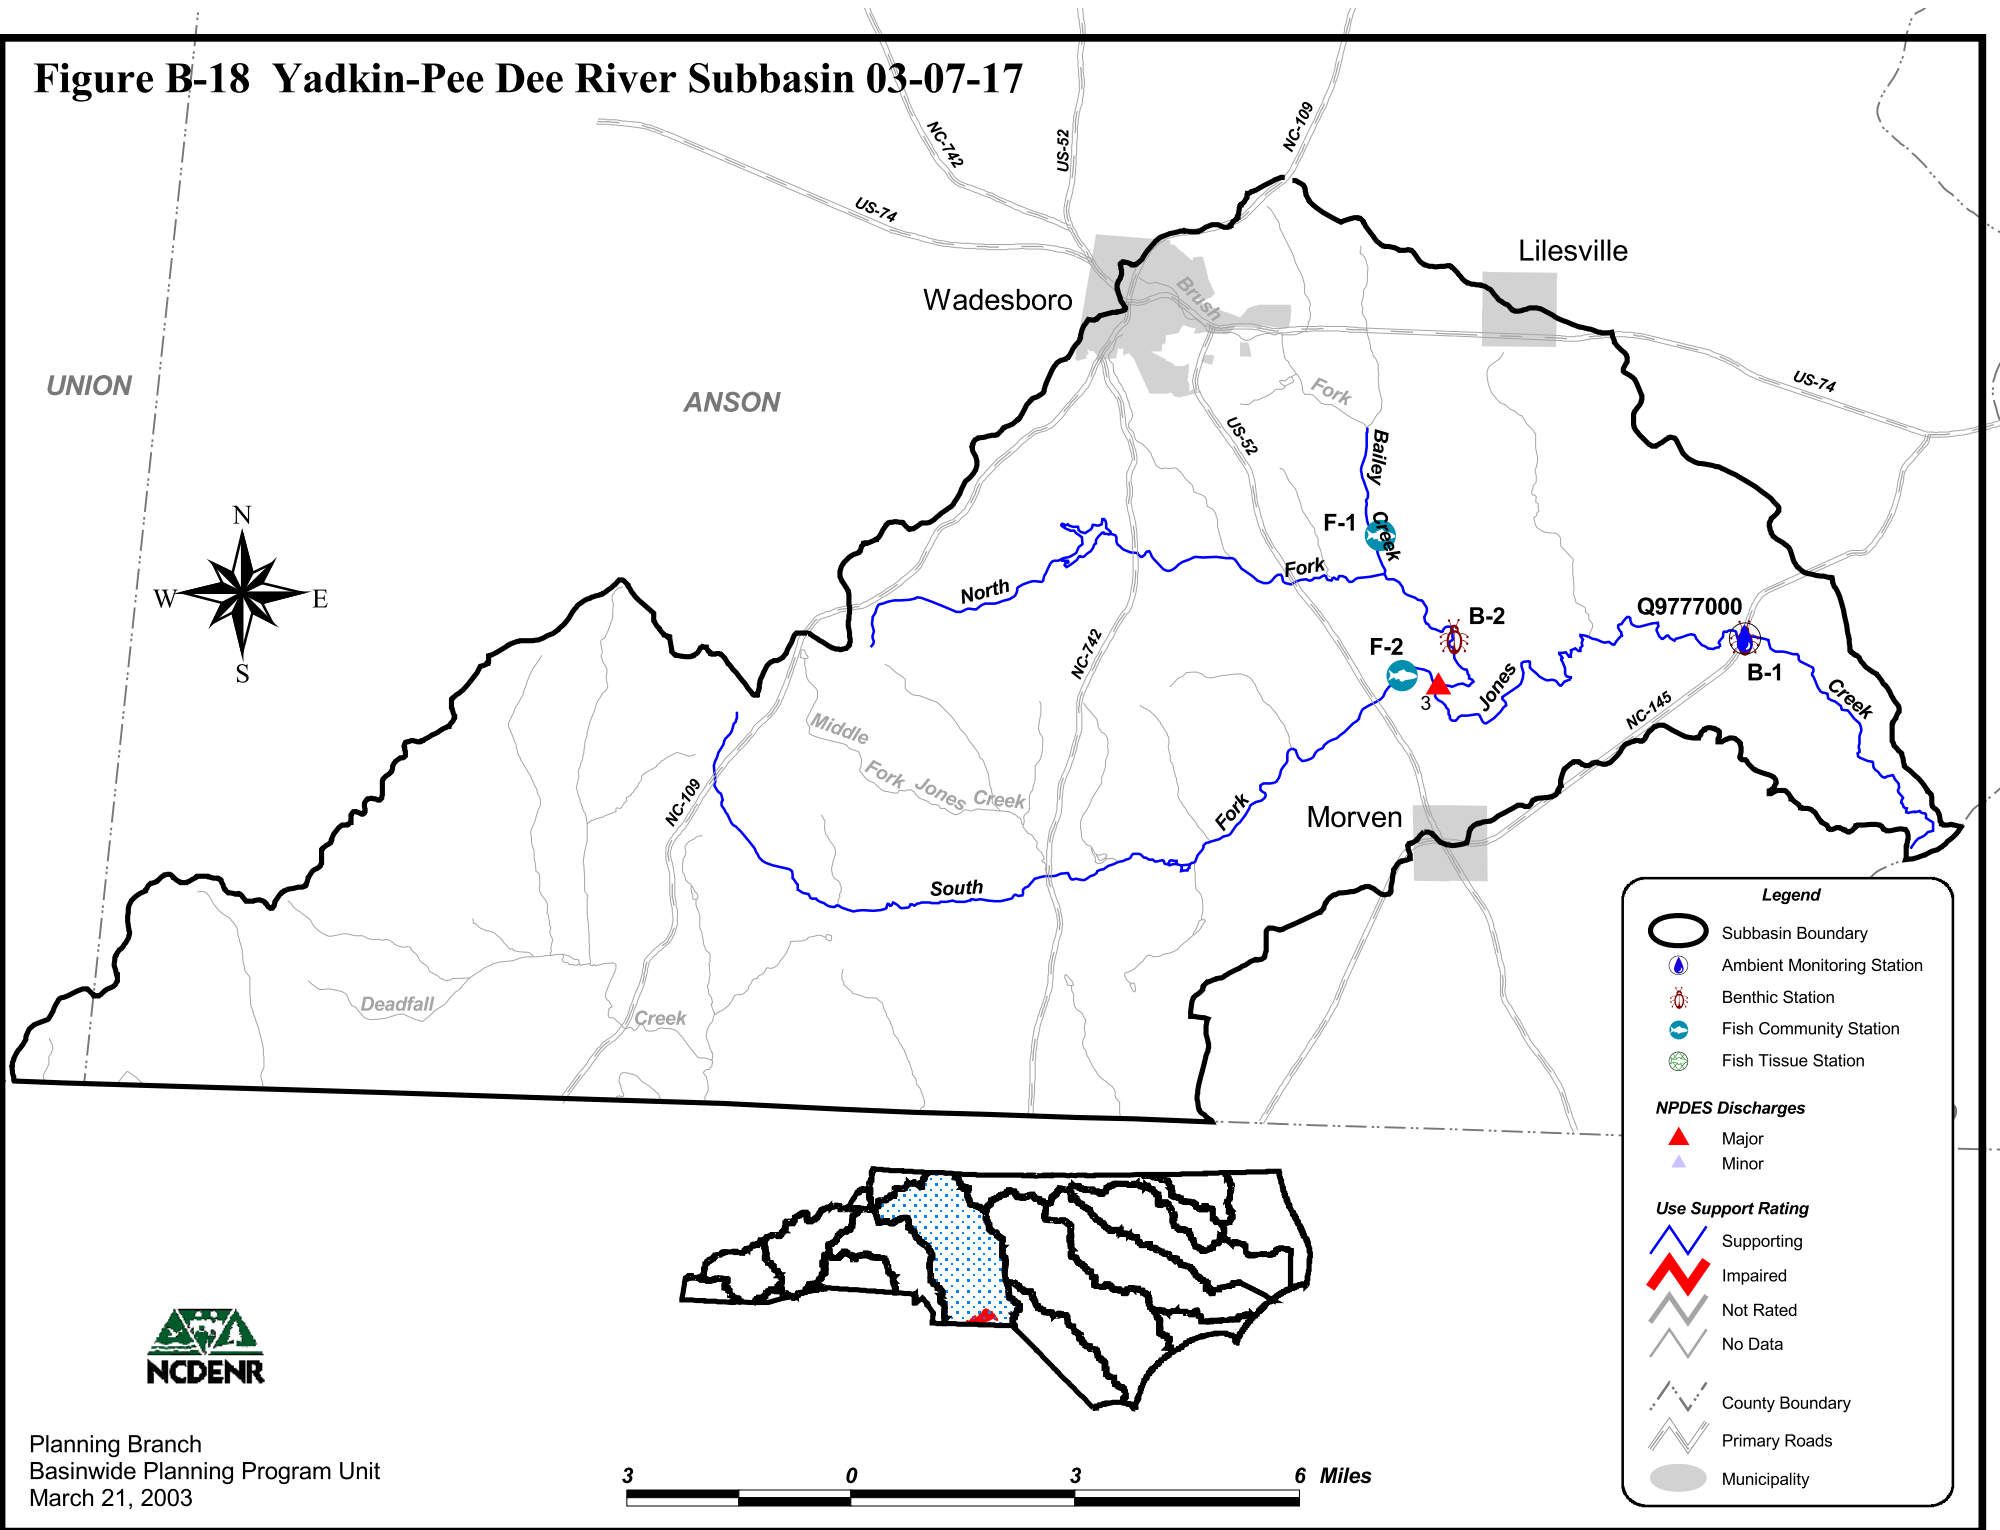 Figure B-18  Yadkin-Pee Dee River Subbasin 03-07-17
NC-742
US-52
NC-109
US-74
Lilesville
Wadesboro
Brush
UNION
ANSON
US-74
Fork
US-52
Bailey
Creek
N
W
E
S
F-1
North
Fork
B-2
Q9777000
F-2
B-1
NC-742
3
Jones
NC-145
Creek
Middle
Fork
Jones
Creek
NC-109
Fork
Morven
South
Deadfall
Creek
Legend
Subbasin Boundary
Ambient Monitoring Station
Benthic Station
Fish Community Station
Fish Tissue Station
NPDES Discharges
Major
Minor
Use Support Rating
Supporting
Impaired
Not Rated
No Data
County Boundary
Primary Roads
Municipality
NCDENR
Planning Branch
Basinwide Planning Program Unit
March 21, 2003
3 0 3 6 Miles